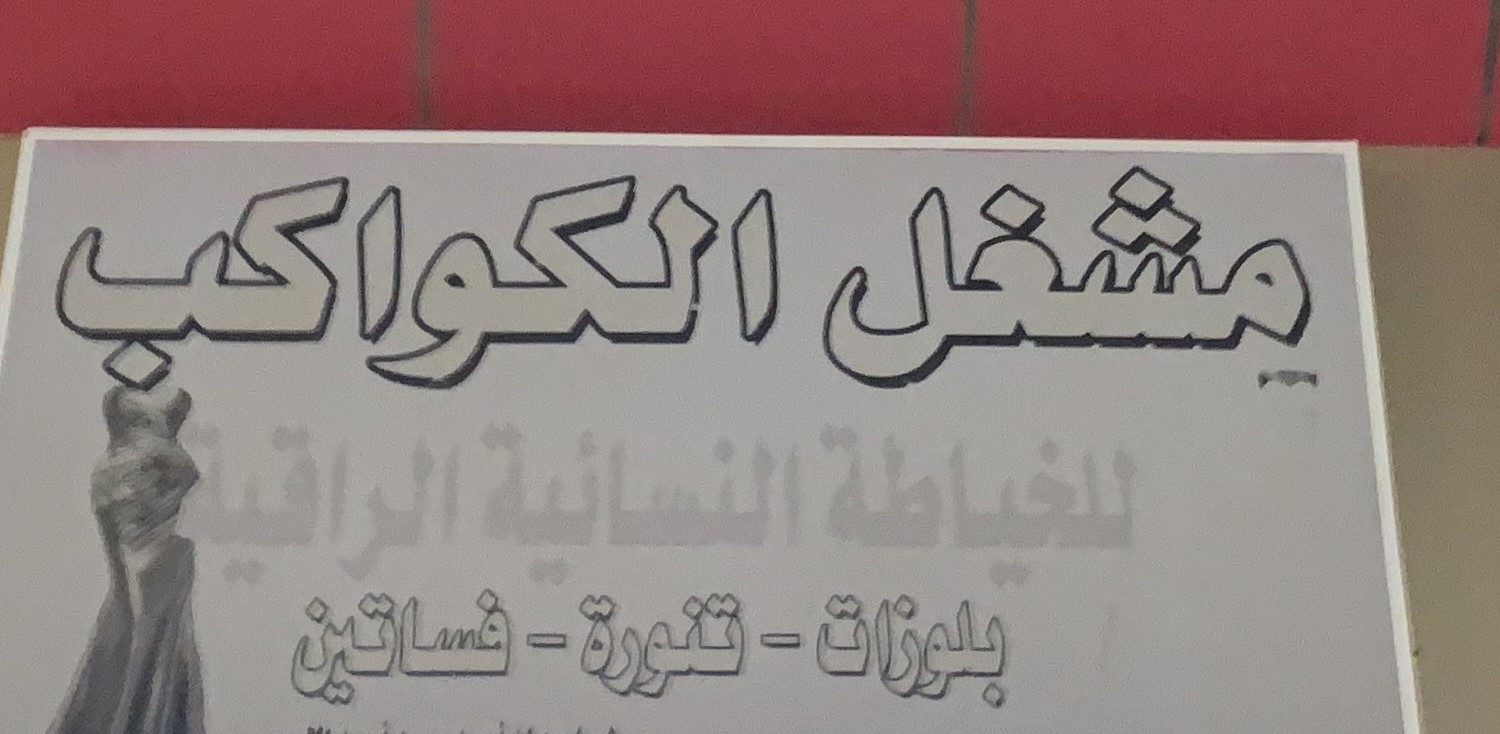 مشغل الكواكب
للخياطة النسائية الراقية
بلوزات - تنورة - فساتين